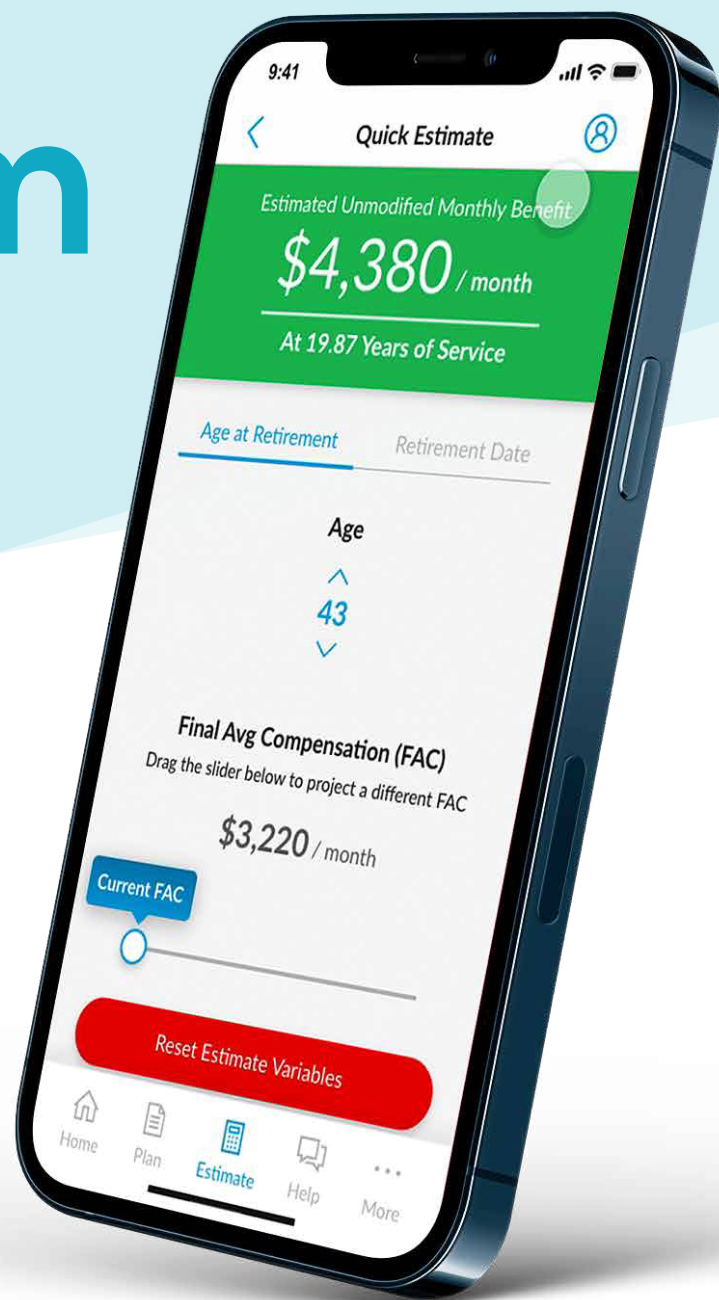 m
9:41
Quick Estimate
Estimated Unmodified Monthly Benefit
$4,380 / month
At 19.87 Years of Service
Age at Retirement
Retirement Date
Age
43
Final Avg Compensation (FAC)
Drag the slider below to project a different FAC
$3,220 / month
Current FAC
Reset Estimate Variables
Home
Plan
Estimate
Help
More